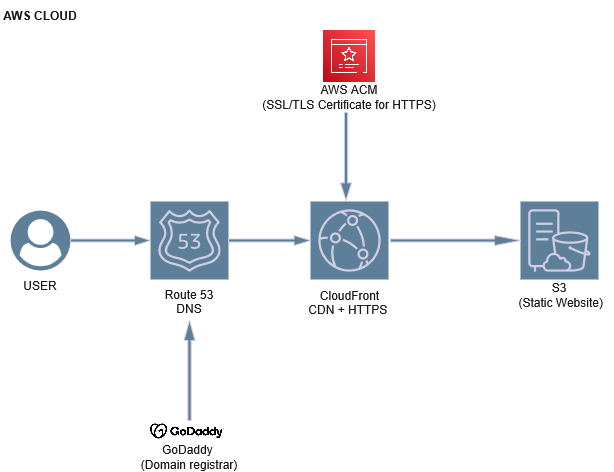 AWS CLOUD
AWS ACM
(SSL/TLS Certificate for HTTPS)
53
USER
Route 53
DNS
CloudFront
CDN + HTTPS
S3
(Static Website)
GoDaddy
GoDaddy
(Domain registrar)